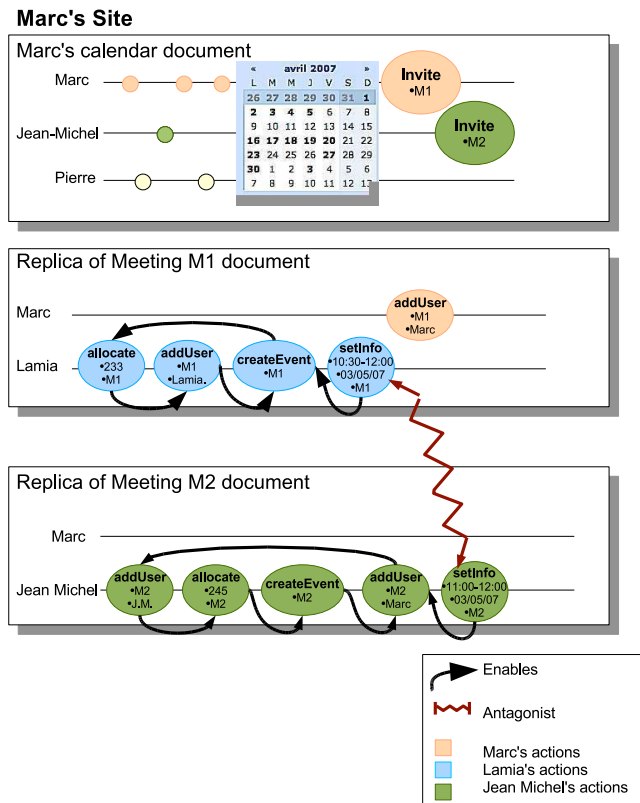 Marc's Site
Marc's calendar document
Marc
Jean-Michel
Pierre
« avril 2007 »
L M M J V S D
26 27 28 29 30 31 1
2 3 4 5 6 7 8
9 10 11 12 13 14 15
16 17 18 19 20 21 22
23 24 25 26 27 28 29
30 1 2 3 4 5 6
7 8 9 10 11 12 13
Invite
•M1
Invite
•M2
Replica of Meeting M1 document
Marc
Lamia
addUser
•M1
•Marc
allocate
•233
•M1
addUser
•M1
•Lamia.
createEvent
•M1
setInfo
•10:30-12:00
•03/05/07
•M1
Replica of Meeting M2 document
Marc
Jean Michel
addUser
•M2
•J.M.
allocate
•245
•M2
createEvent
•M2
addUser
•M2
•Marc
setInfo
•11:00-12:00
•03/05/07
•M2
Enables
Antagonist
Marc's actions
Lamia's actions
Jean Michel's actions